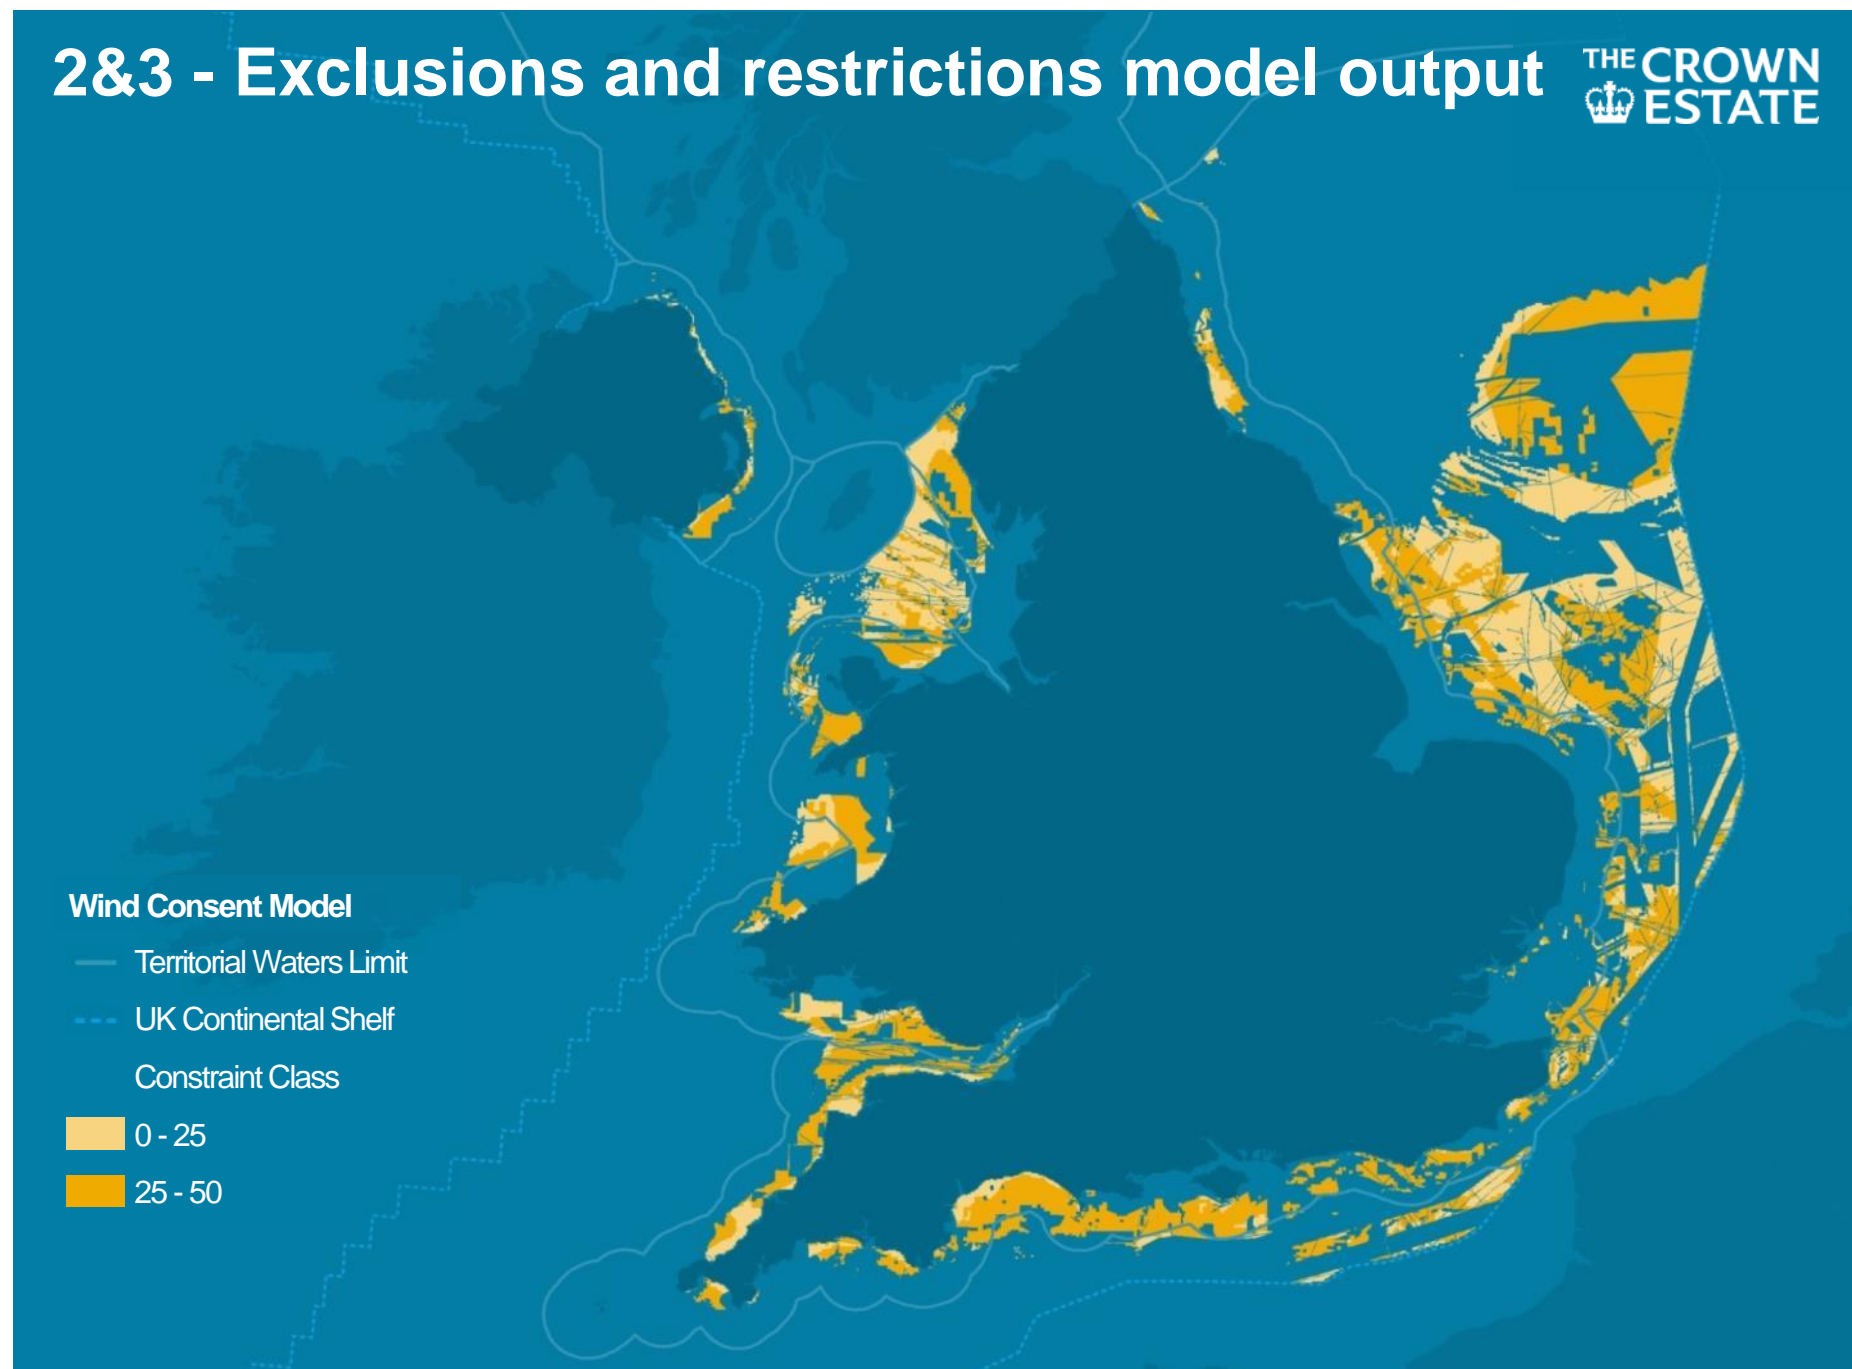 2&3 - Exclusions and restrictions model output
THE CROWN
ESTATE
Wind Consent Model
Territorial Waters Limit
UK Continental Shelf
Constraint Class
0 - 25
25 - 50